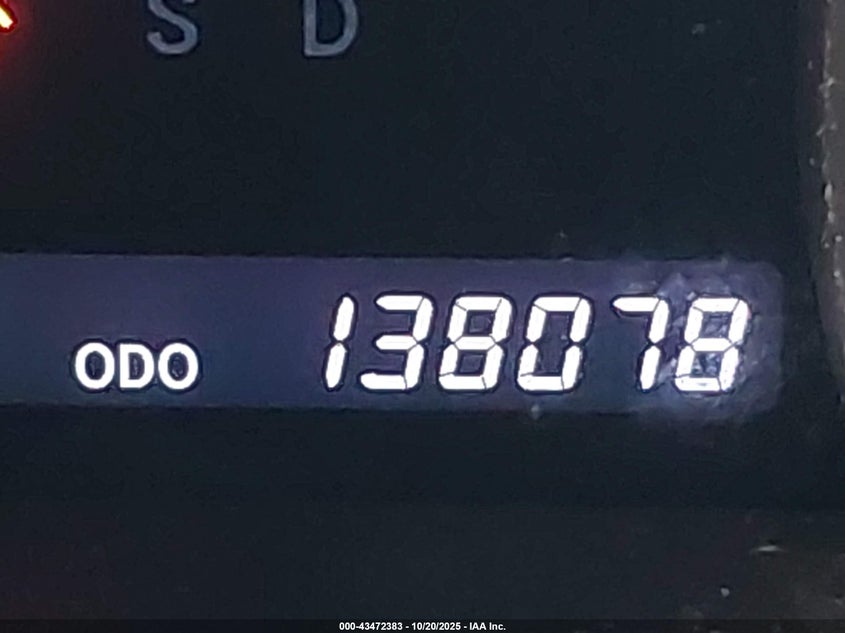 S D
ODO 138078
000-43472383 - 10/20/2025 - IAA Inc.